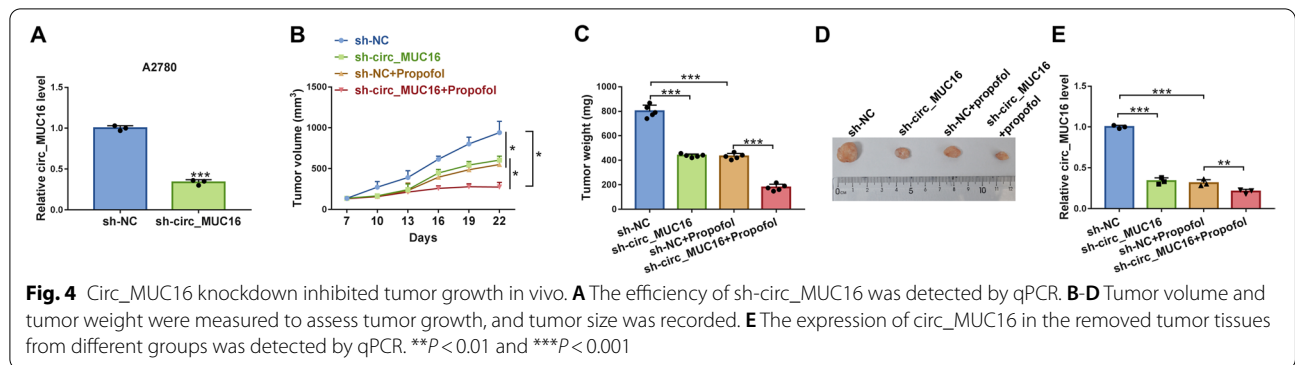 A
A2780
Relative circ_MUC16 level
1.5
1.0
0.5
0.0
***
sh-NC
sh-circ_MUC16
B
sh-NC
sh-circ_MUC16
sh-NC+Propofol
sh-circ_MUC16+Propofol
Tumor volume (mm³)
1500
1000
500
0
*
*
*
7 10 13 16 19 22
Days
C
Tumor weight (mg)
1000
800
600
400
200
0
***
***
***
sh-NC
sh-circ_MUC16
sh-NC+Propofol
sh-circ_MUC16+Propofol
D
sh-NC
sh-circ_MUC16
sh-NC+propofol
sh-circ_MUC16
+propofol
5
10
E
Relative circ_MUC16 level
1.5
1.0
0.5
0.0
***
***
**
sh-NC
sh-circ_MUC16
sh-NC+Propofol
sh-circ_MUC16+Propofol
Fig. 4 Circ_MUC16 knockdown inhibited tumor growth in vivo. A The efficiency of sh-circ_MUC16 was detected by qPCR. B-D Tumor volume and
tumor weight were measured to assess tumor growth, and tumor size was recorded. E The expression of circ_MUC16 in the removed tumor tissues
from different groups was detected by qPCR. **P < 0.01 and ***P < 0.001